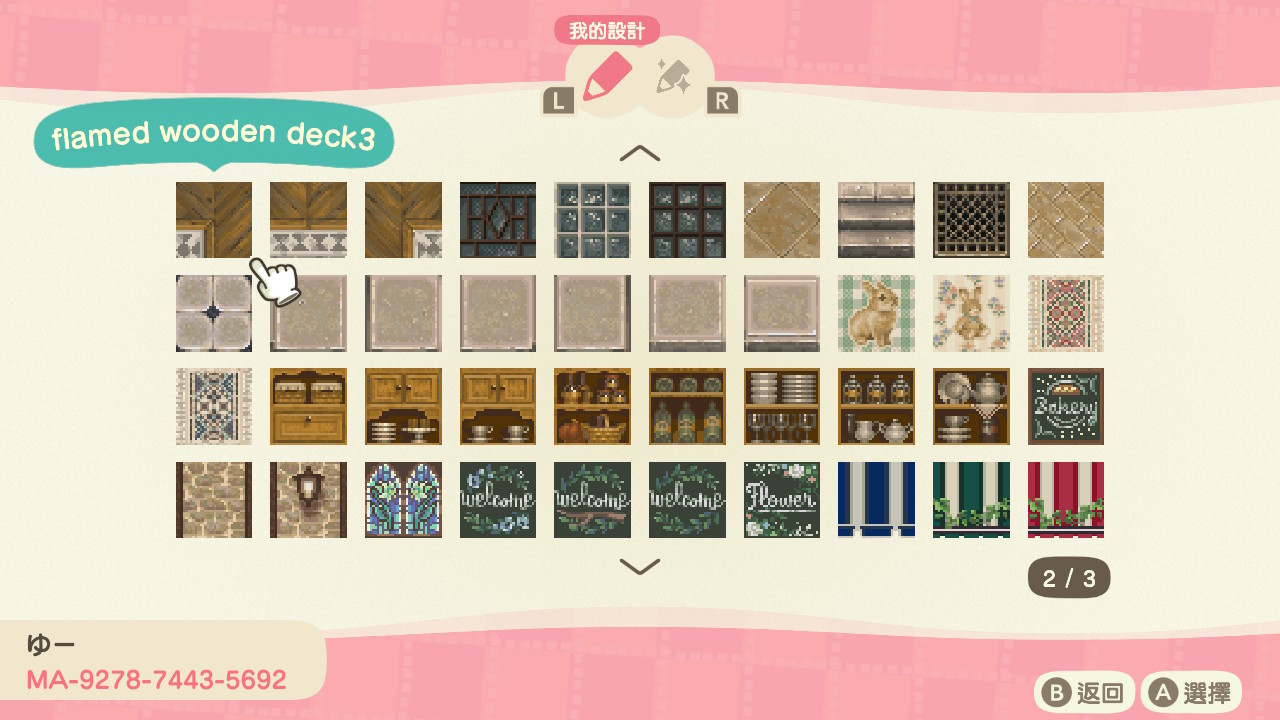 我的設計
L
R
flamed wooden deck3
Bakery
welcome
welcome
welcome
Flower
2 / 3
ゆー
MA-9278-7443-5692
B 返回
A 選擇